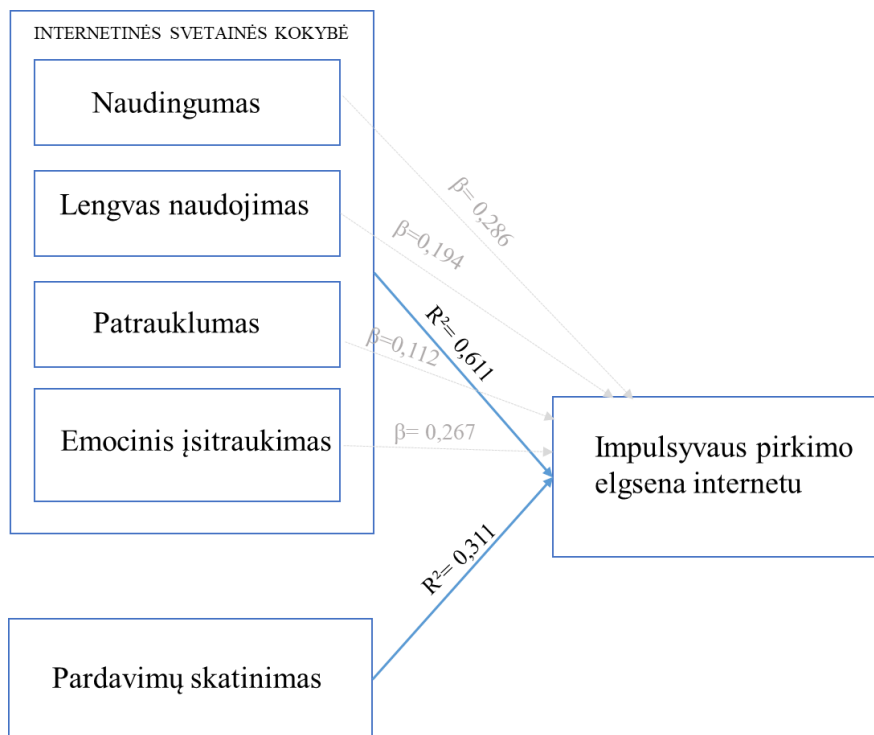 INTERNETINĖS SVETAINĖS KOKYBĖ
Naudingumas
Lengvas naudojimas
Patrauklumas
Emocinis įsitraukimas
β= 0,286
β=0,194
R²= 0,611
β=0,112
β= 0,267
Impulsyvaus pirkimo
elgsena internetu
R²= 0,311
Pardavimų skatinimas